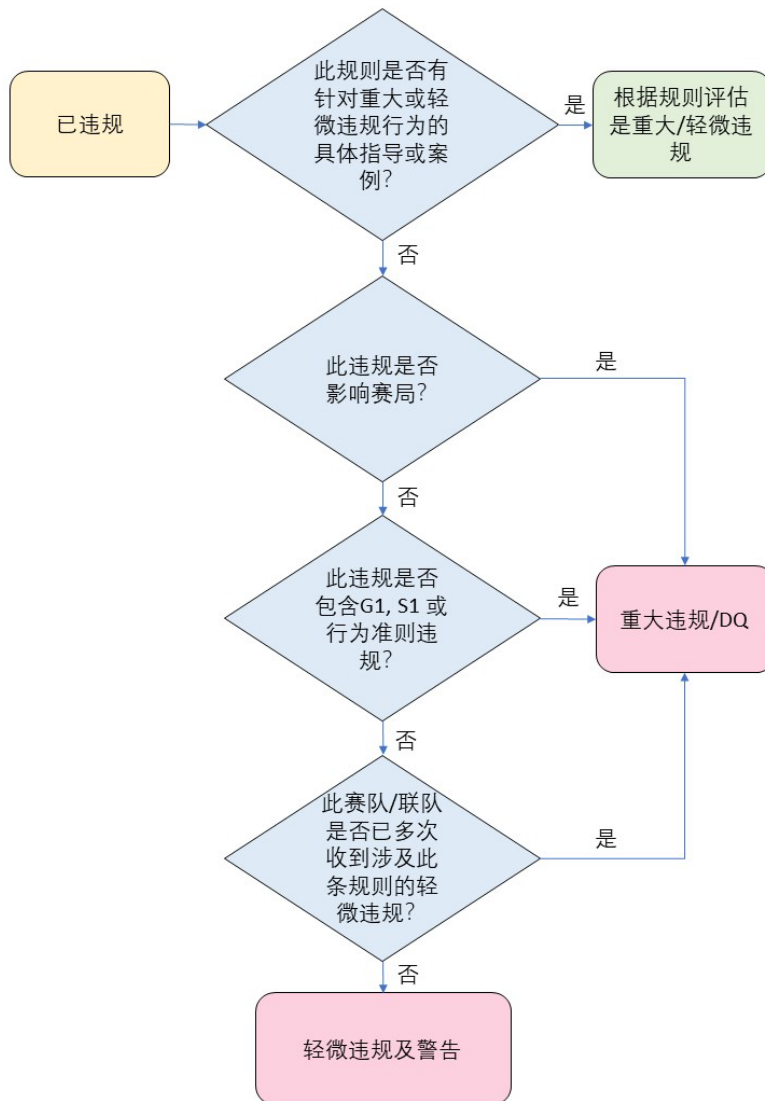 已违规
此规则是否有
针对重大或轻
微违规行为的
具体指导或案
例?
是
根据规则评估
是重大/轻微违
规
否
此违规是否
影响赛局?
是
否
此违规是否
包含G1, S1 或
行为准则违
规?
是
重大违规/DQ
否
此赛队/联队
是否已多次
收到涉及此
条规则的轻
微违规?
是
否
轻微违规及警告